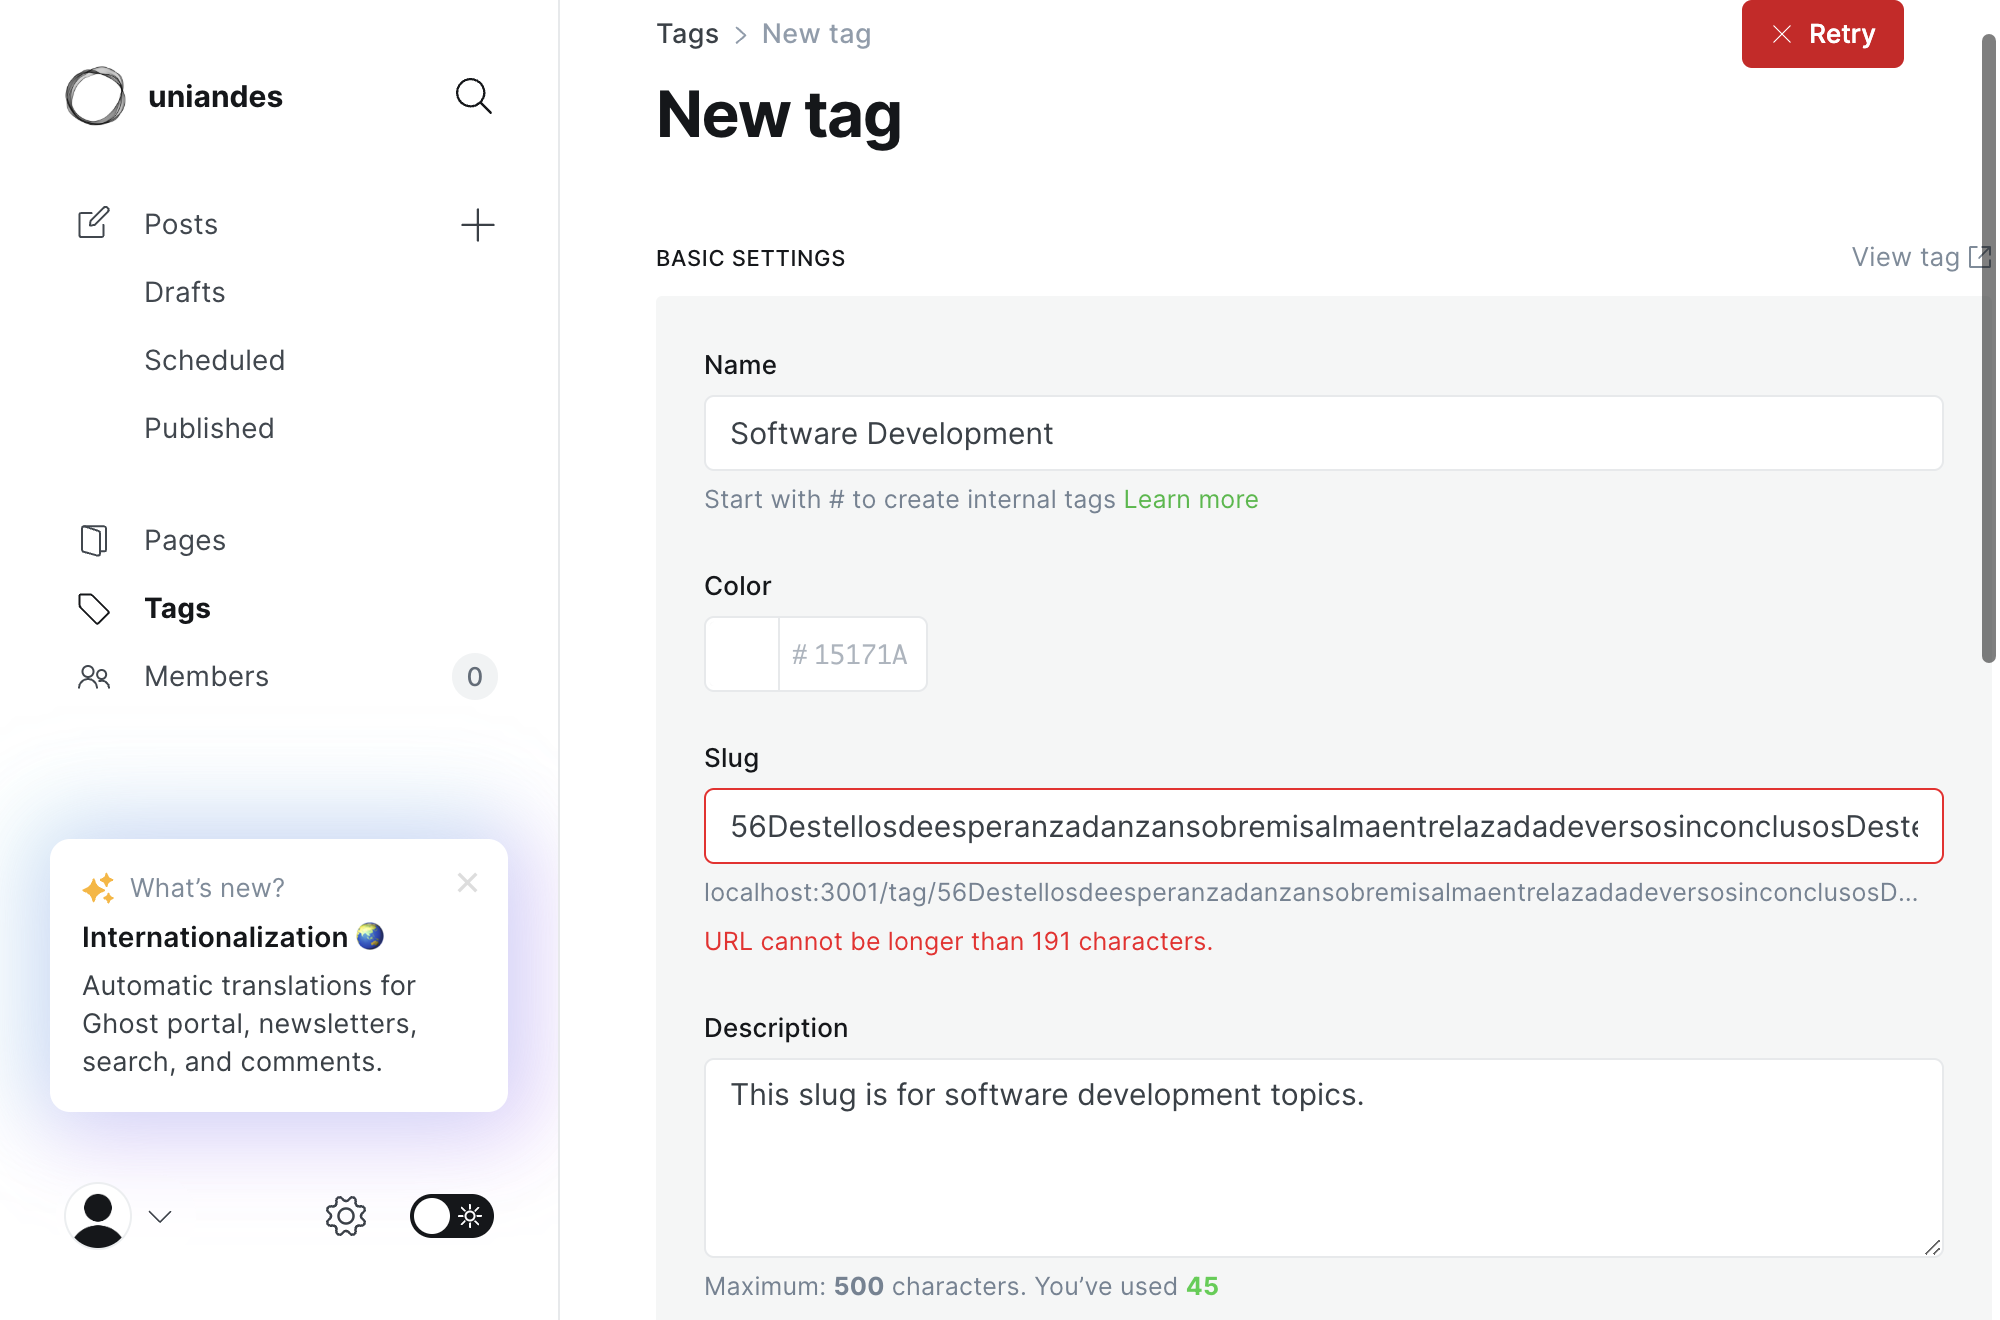 uniandes
Posts
Drafts
Scheduled
Published
Pages
Tags
Members
0
What’s new?
Internationalization
Automatic translations for
Ghost portal, newsletters,
search, and comments.
Tags > New tag
Retry
New tag
BASIC SETTINGS
View tag
Name
Software Development
Start with # to create internal tags Learn more
Color
# 15171A
Slug
56DestellosdeesperanzadanzansobremisalmaentrelazadadeversosinconclusosDeste
localhost:3001/tag/56DestellosdeesperanzadanzansobremisalmaentrelazadadeversosinconclusosD...
URL cannot be longer than 191 characters.
Description
This slug is for software development topics.
Maximum: 500 characters. You’ve used 45